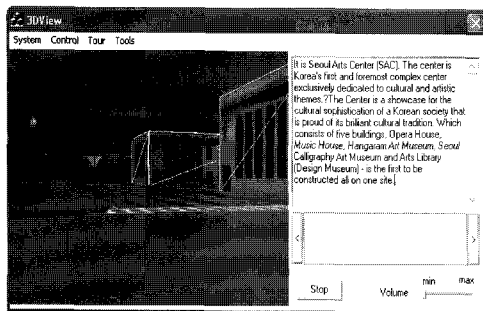 3DView
System Control Tour Tools
It is Seoul Arts Center (SAC). The center is
Korea's first and foremost complex center
exclusively dedicated to cultural and artistic
themes.?The Center is a showcase for the
cultural sophistication of a Korean society that
is proud of its briliant cultural tradition. Which
consists of five buildings, Opera House,
Music House, Hangaram Art Museum, Seoul
Calligraphy Art Museum and Arts Library
(Design Museum) - is the first to be
constructed all on one site.
Stop
Volume
min max